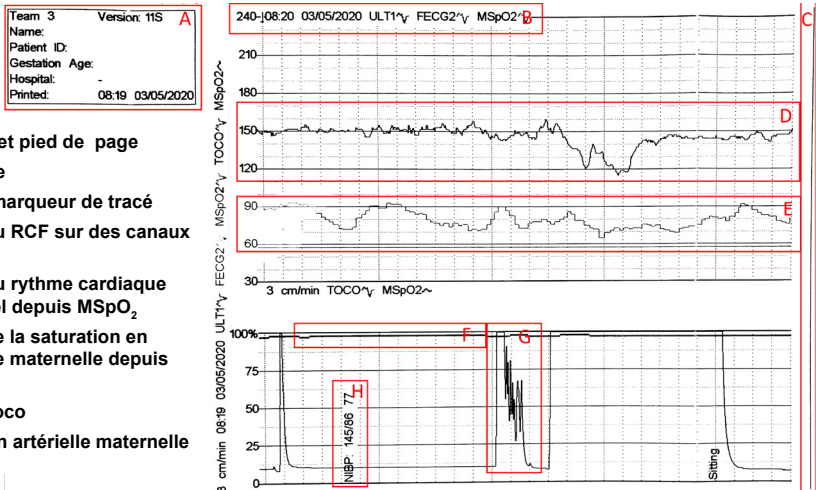 Team 3 Version: 11S A
Name:
Patient ID:
Gestation Age:
Hospital: -
Printed: 08:19 03/05/2020
et pied de page
marqueur de tracé
RCF sur des canaux
rythme cardiaque
depuis MSpO2
la saturation en
maternelle depuis
artérielle maternelle
240 08:20 03/05/2020 ULT1 FECG2 MSpO2 B
C
210
180
150 D
120
90 E
60
30
3 cm/min TOCO MSpO2
100% F G
75
50
25
0
H
NIBP: 145/86 77
Sitting
cm/min 08:19 03/05/2020 ULT1 FECG2 MSpO2 TOCO MSpO2